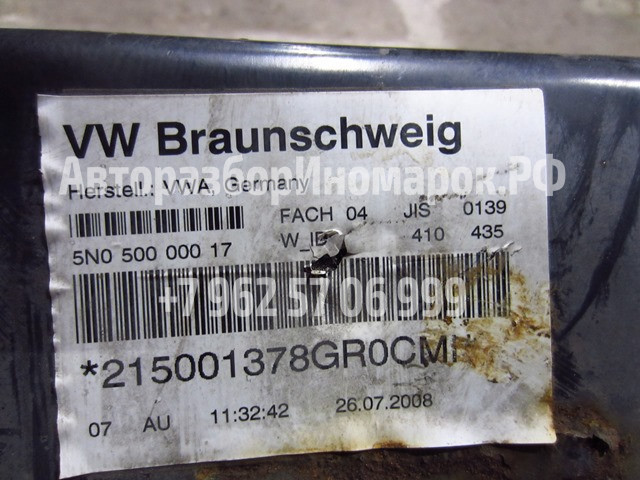 VW Braunschweig
АвторазборИномарок.РФ
Herstell.: VWA, Germany
FACH 04 JIS 0139
W_ID 410 435
5N0 500 000 17
+7 962 57 06 999
*215001378GR0CM
07 AU 11:32:42 26.07.2008